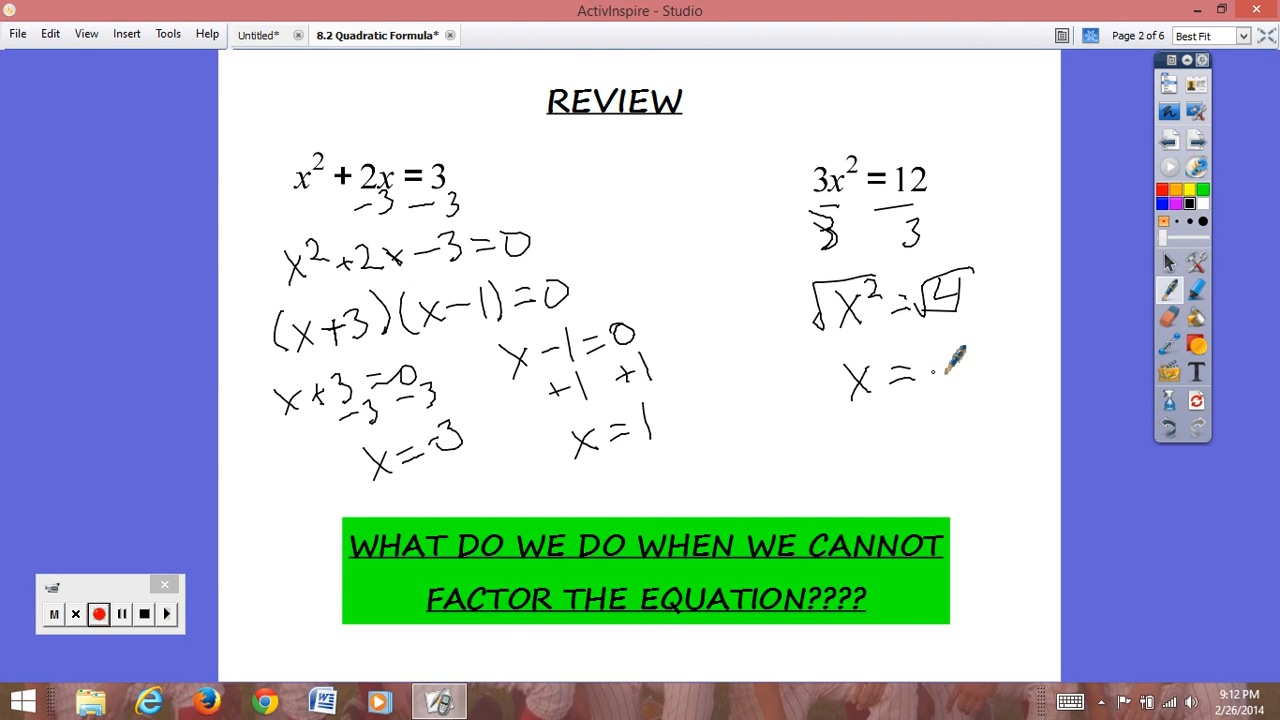 ActivInspire - Studio
File Edit View Insert Tools Help
Untitled* 8.2 Quadratic Formula*
Page 2 of 6 Best Fit
REVIEW
x² + 2x = 3
-3 -3
x² + 2x - 3 = 0
(x+3)(x-1) = 0
x+3 = 0
-3 -3
x = -3
x - 1 = 0
+1 +1
x = 1
3x² = 12
3 3
√x² = √4
x =
WHAT DO WE DO WHEN WE CANNOT
FACTOR THE EQUATION????
M
T
9:12 PM
2/26/2014